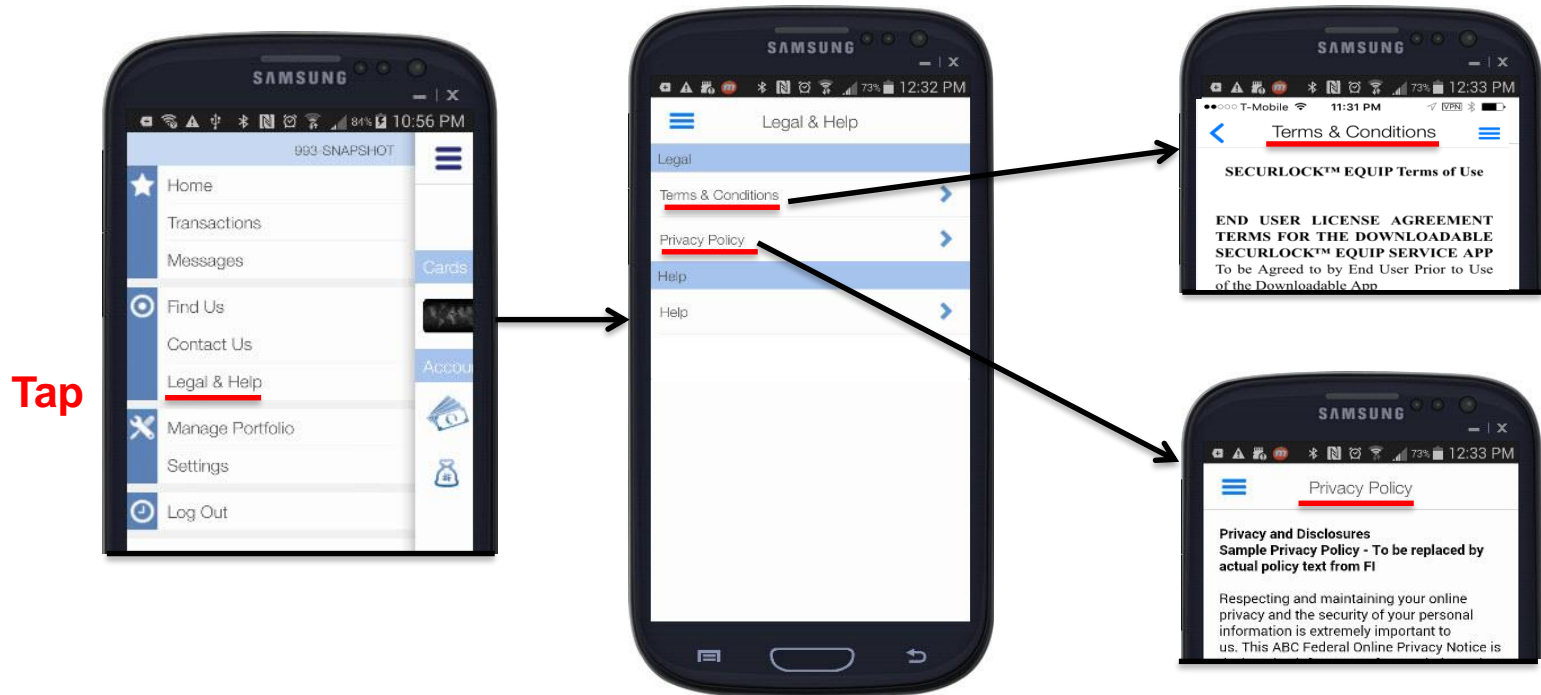 Tap
SAMSUNG
84% 10:56 PM
993-SNAPSHOT
Home
Transactions
Messages
Cards
Find Us
Contact Us
Accou
Legal & Help
Manage Portfolio
Settings
Log Out
SAMSUNG
73% 12:32 PM
Legal & Help
Legal
Terms & Conditions
Privacy Policy
Help
Help
SAMSUNG
73% 12:33 PM
T-Mobile 11:31 PM VPN
Terms & Conditions
SECURLOCK™ EQUIP Terms of Use
END USER LICENSE AGREEMENT
TERMS FOR THE DOWNLOADABLE
SECURLOCK™ EQUIP SERVICE APP
To be Agreed to by End User Prior to Use
of the Downloadable App
SAMSUNG
73% 12:33 PM
Privacy Policy
Privacy and Disclosures
Sample Privacy Policy - To be replaced by
actual policy text from FI
Respecting and maintaining your online
privacy and the security of your personal
information is extremely important to
us. This ABC Federal Online Privacy Notice is